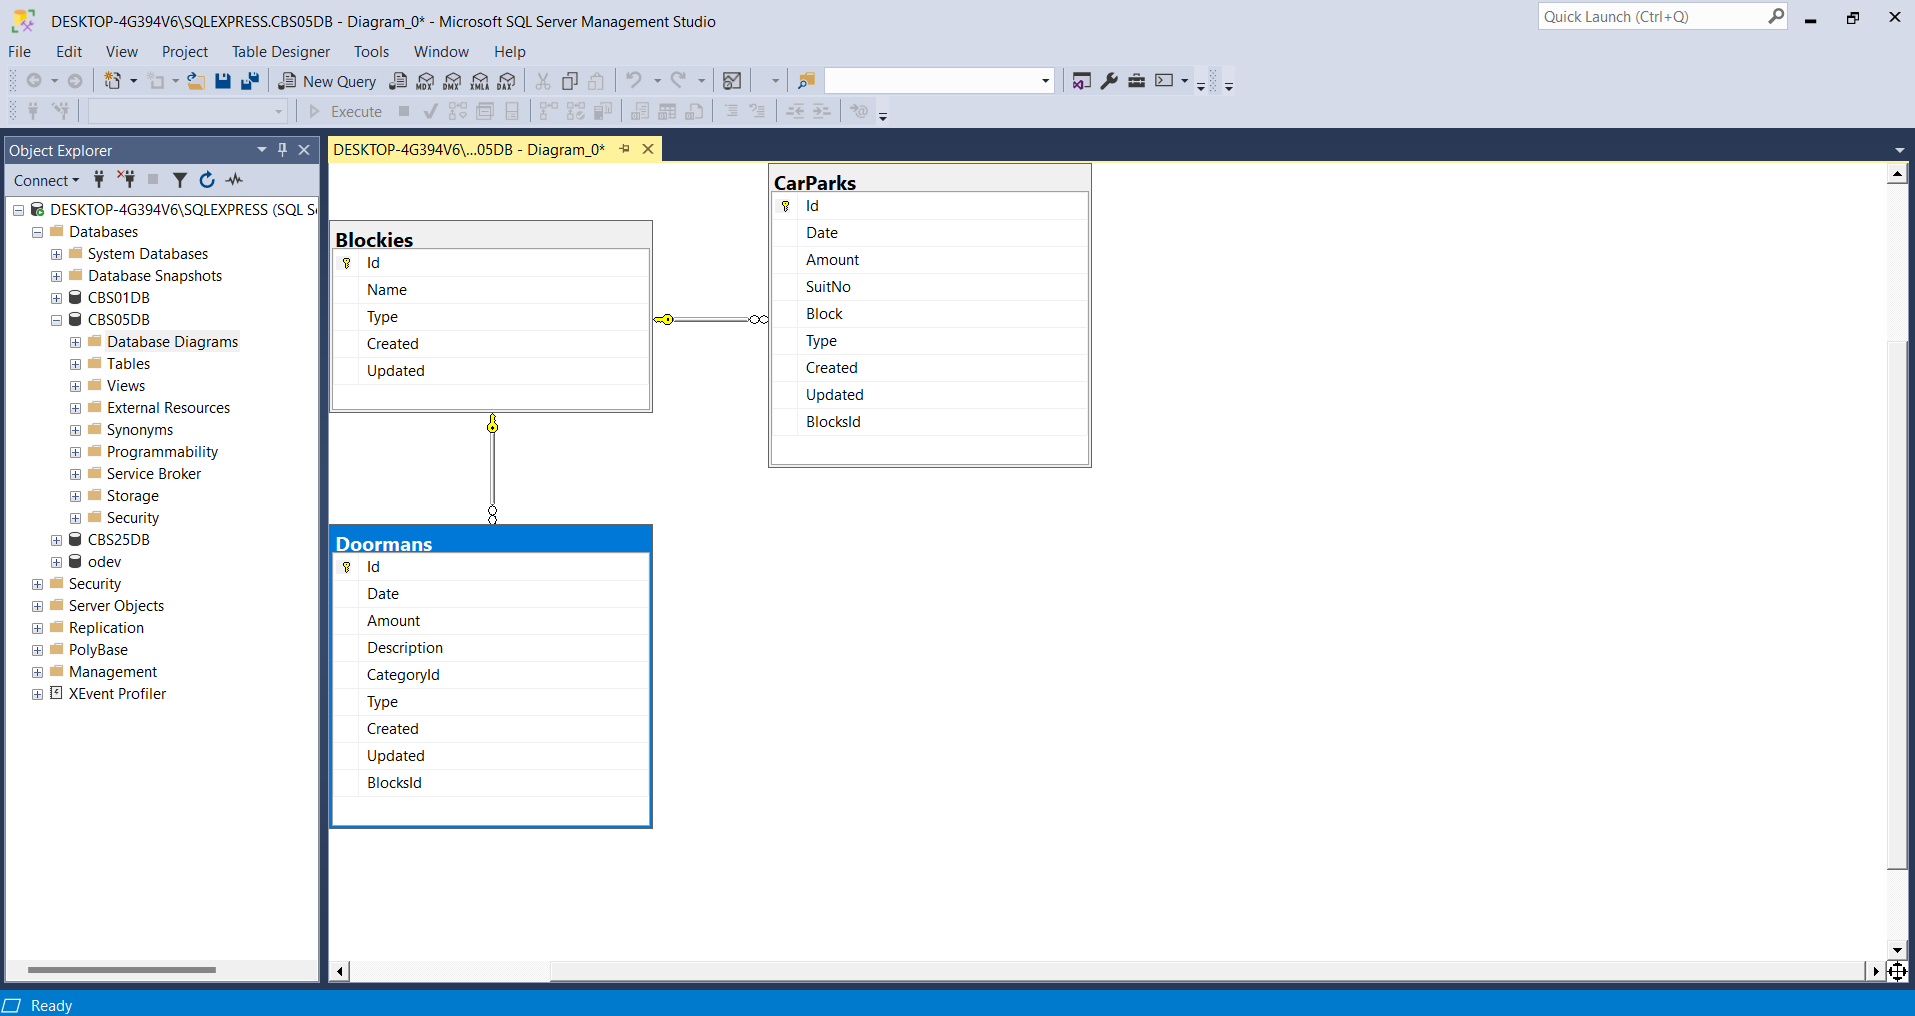 DESKTOP-4G394V6\SQLEXPRESS.CBS05DB - Diagram_0* - Microsoft SQL Server Management Studio
Quick Launch (Ctrl+Q)
File Edit View Project Table Designer Tools Window Help
New Query MDX DMX XMLA DAX
Execute
Object Explorer
DESKTOP-4G394V6\...05DB - Diagram_0*
Connect
DESKTOP-4G394V6\SQLEXPRESS (SQL S
Databases
System Databases
Database Snapshots
CBS01DB
CBS05DB
Database Diagrams
Tables
Views
External Resources
Synonyms
Programmability
Service Broker
Storage
Security
CBS25DB
odev
Security
Server Objects
Replication
PolyBase
Management
XEvent Profiler
Blockies
Id
Name
Type
Created
Updated
CarParks
Id
Date
Amount
SuitNo
Block
Type
Created
Updated
BlocksId
Doormans
Id
Date
Amount
Description
CategoryId
Type
Created
Updated
BlocksId
Ready